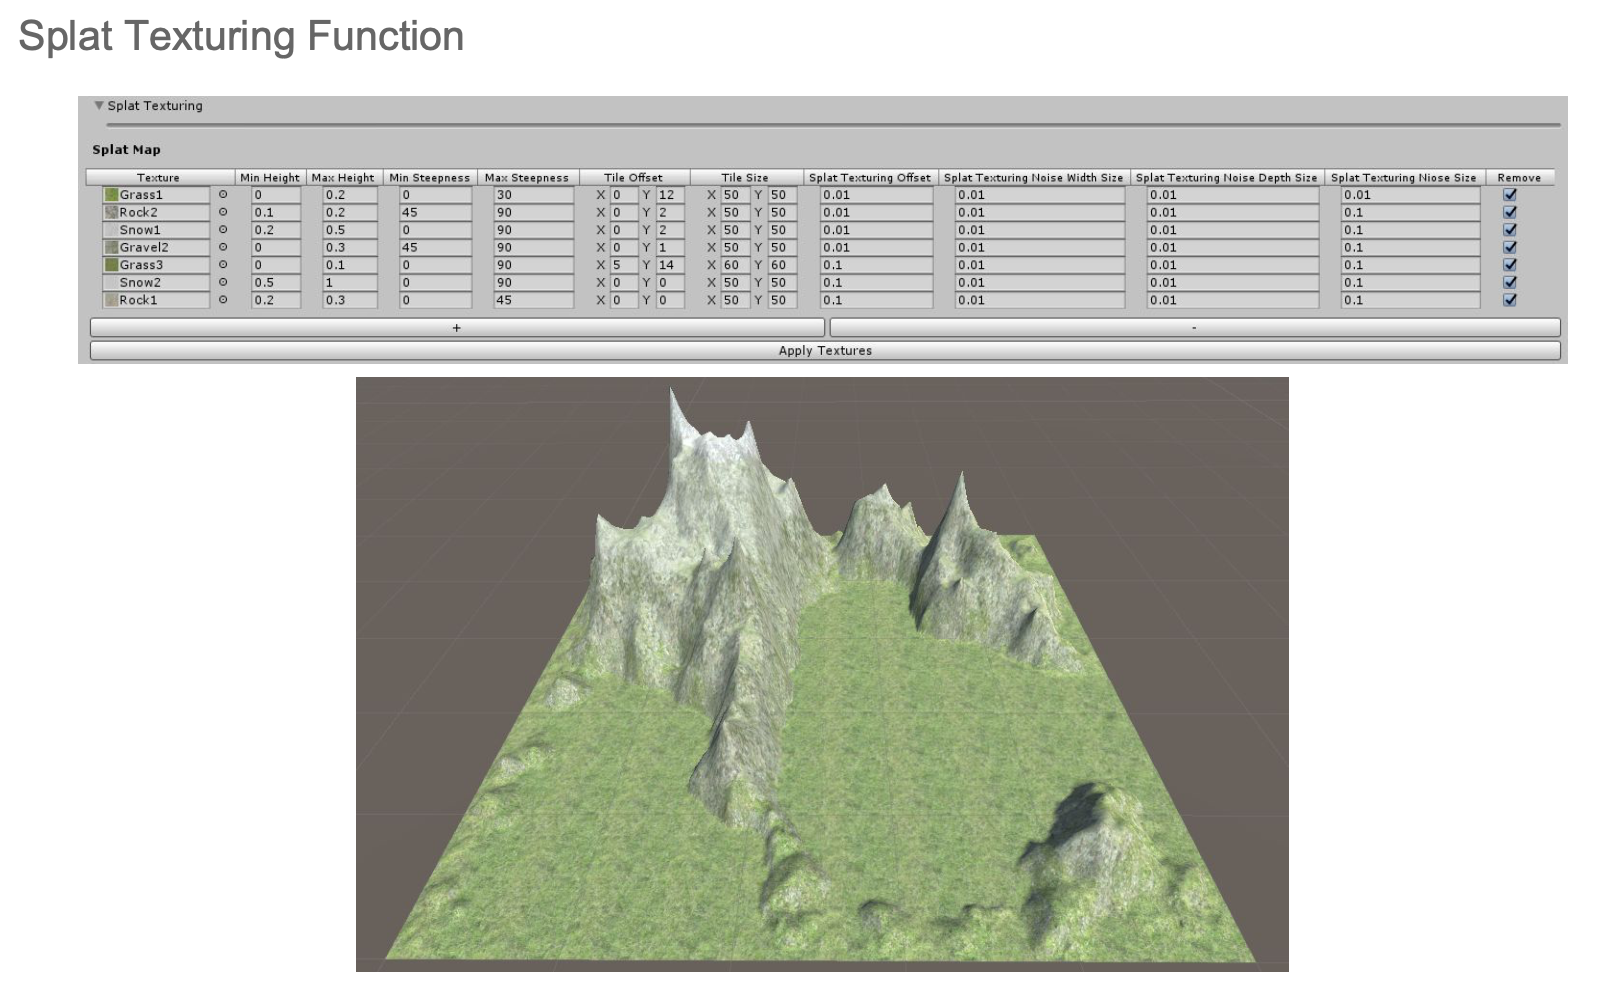 Splat Texturing Function
Splat Texturing
Splat Map
Texture Min Height Max Height Min Steepness Max Steepness Tile Offset Tile Size Splat Texturing Offset Splat Texturing Noise Width Size Splat Texturing Noise Depth Size Splat Texturing Niose Size Remove
Grass1 0 0.2 0 30 X 0 Y 12 X 50 Y 50 0.01 0.01 0.01 0.01
Rock2 0.1 0.2 45 90 X 0 Y 2 X 50 Y 50 0.01 0.01 0.01 0.1
Snow1 0.2 0.5 0 90 X 0 Y 2 X 50 Y 50 0.01 0.01 0.01 0.1
Gravel2 0 0.3 45 90 X 0 Y 1 X 50 Y 50 0.01 0.01 0.01 0.1
Grass3 0 0.1 0 90 X 5 Y 14 X 60 Y 60 0.1 0.01 0.01 0.1
Snow2 0.5 1 0 90 X 0 Y 0 X 50 Y 50 0.1 0.01 0.01 0.1
Rock1 0.2 0.3 0 45 X 0 Y 0 X 50 Y 50 0.1 0.01 0.01 0.1
+ -
Apply Textures